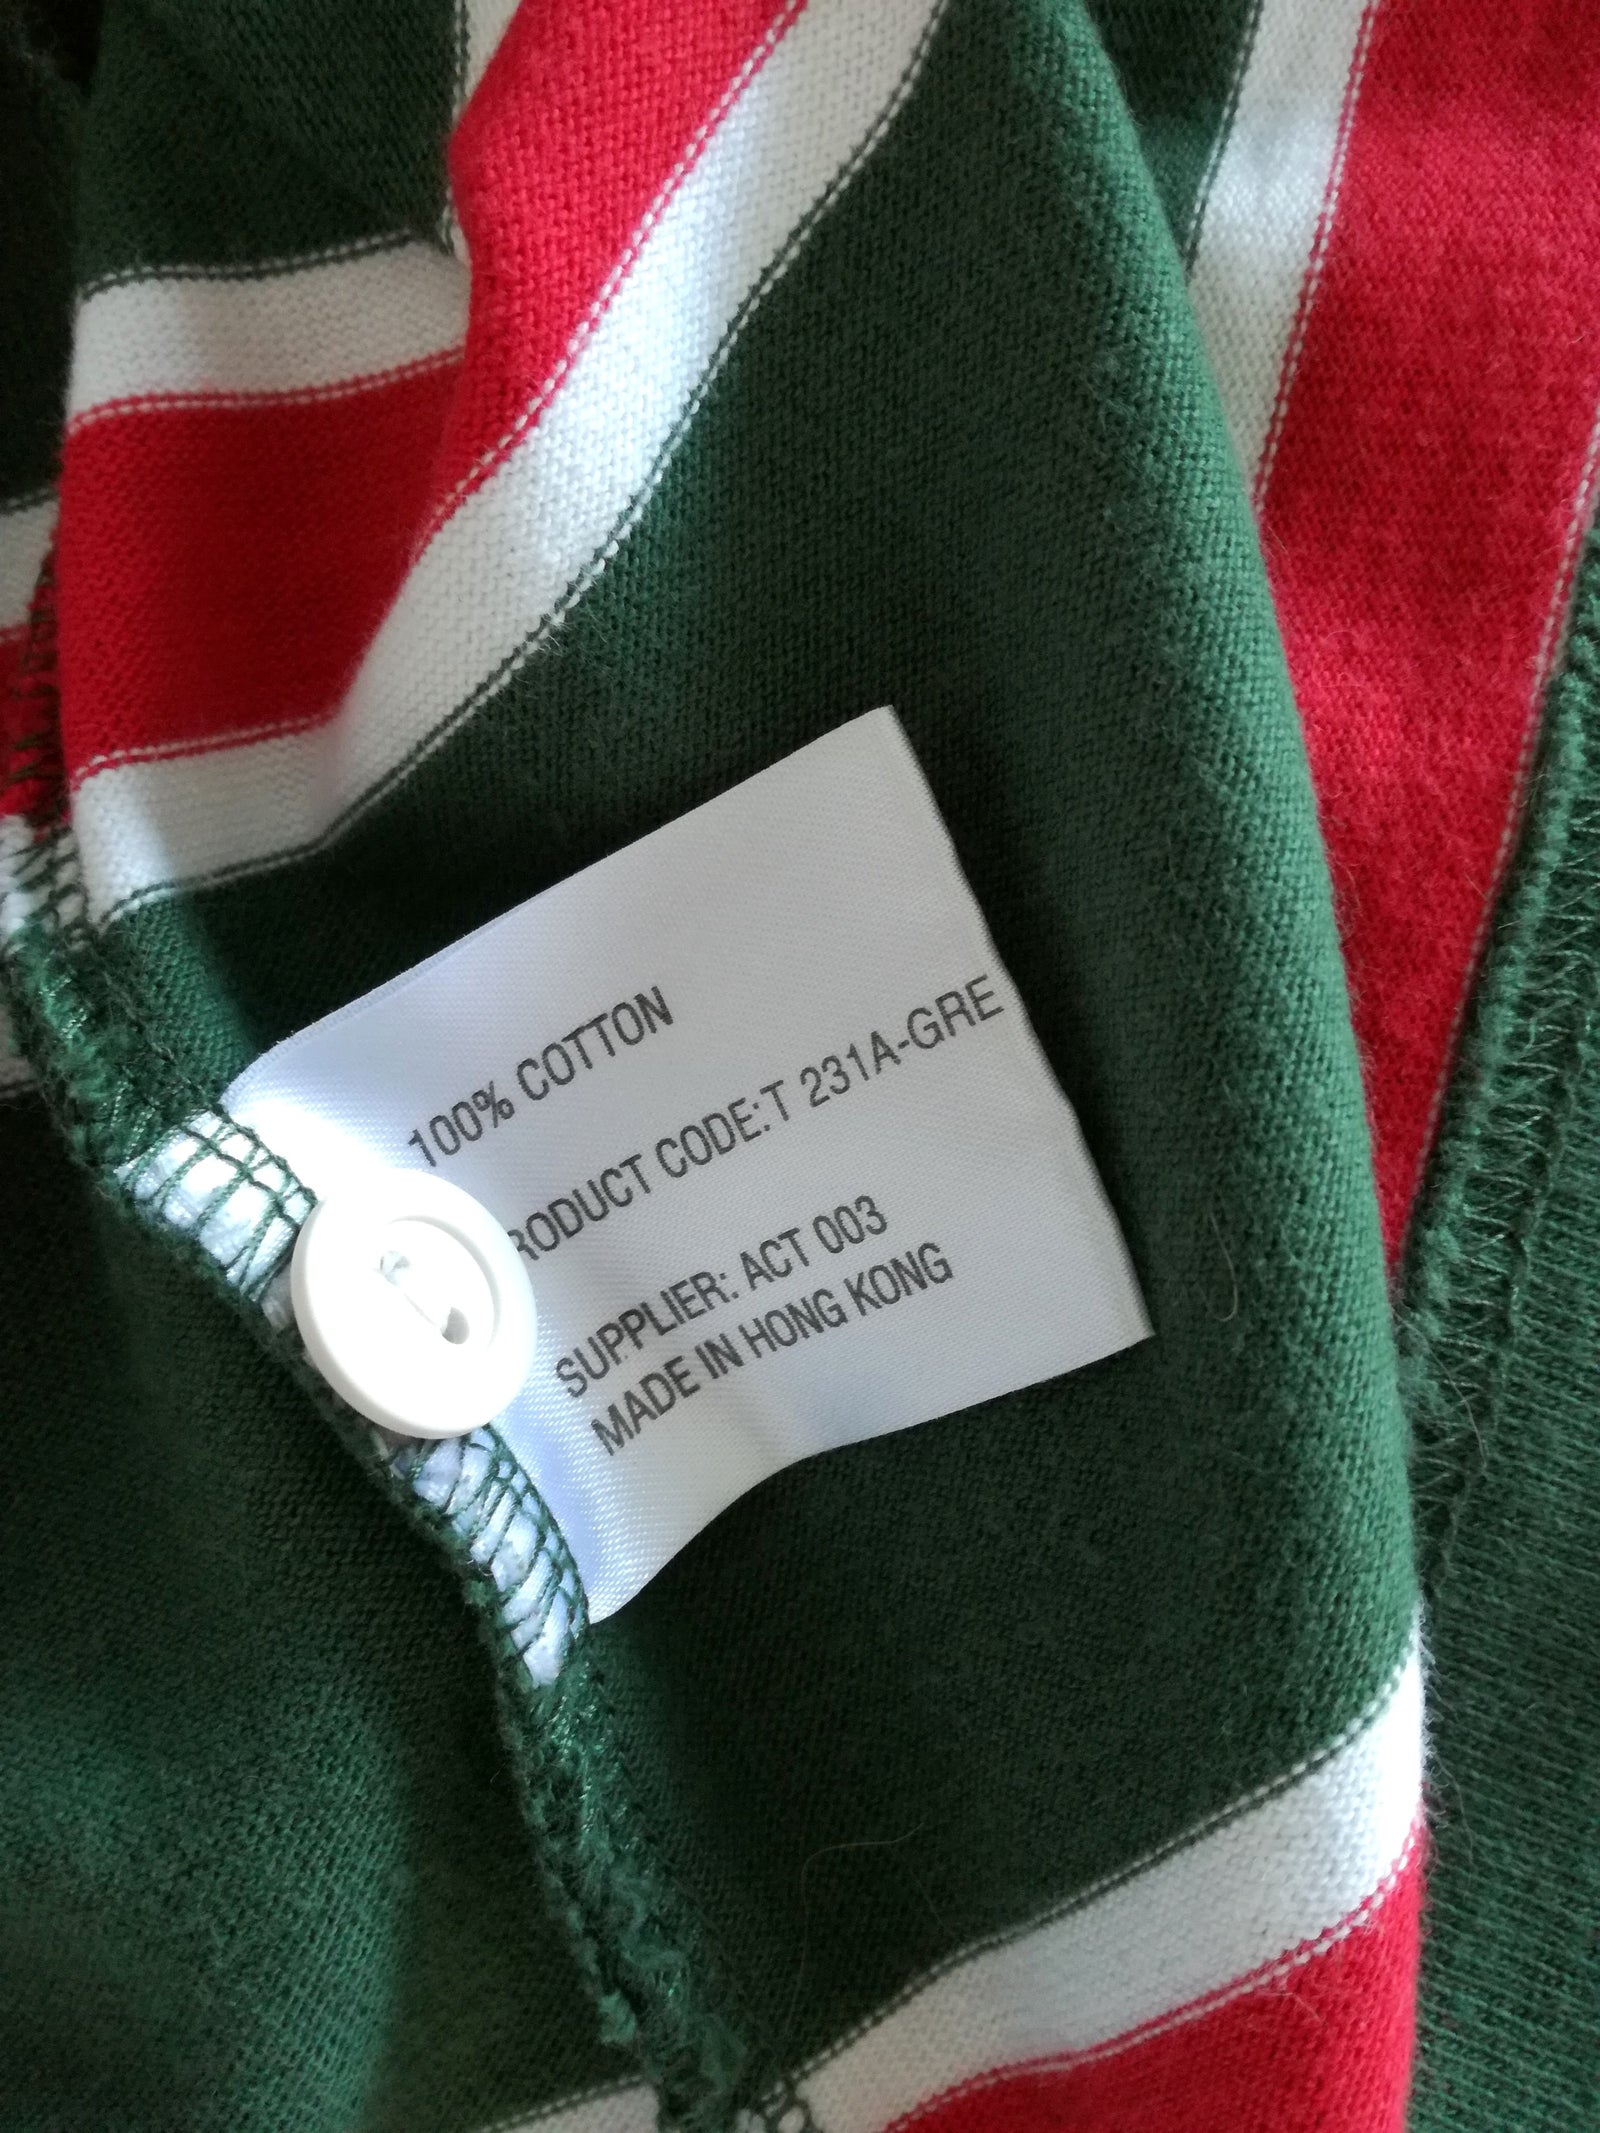 100% COTTON
RODUCT CODE: T 231A-GRE
SUPPLIER: ACT 003
MADE IN HONG KONG